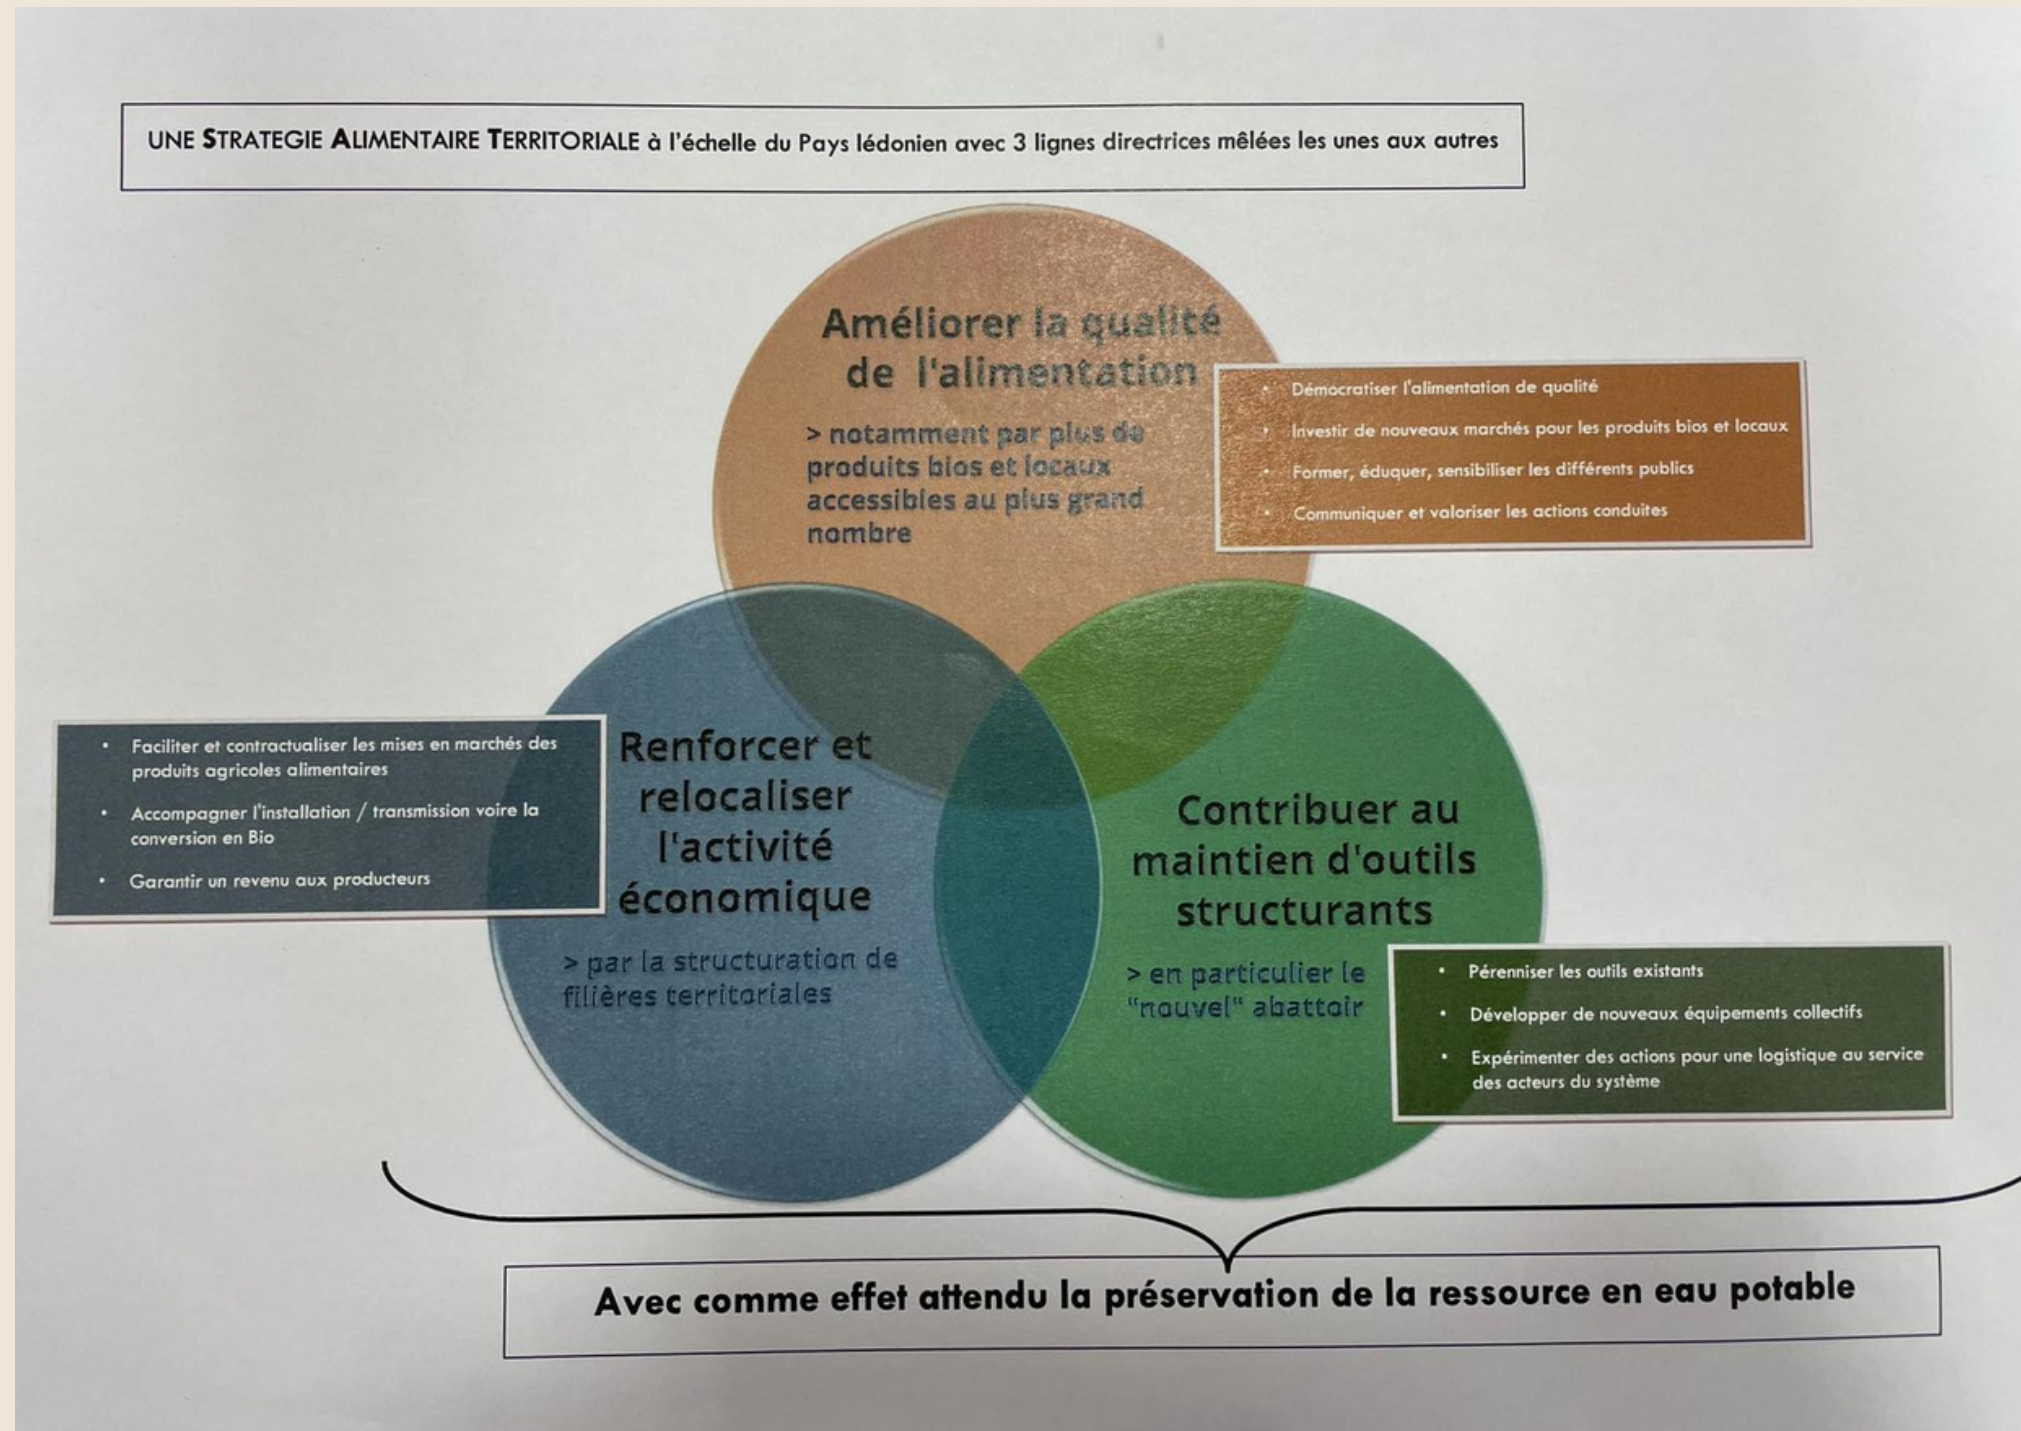 UNE STRATEGIE ALIMENTAIRE TERRITORIALE à l'échelle du Pays lédonien avec 3 lignes directrices mêlées les unes aux autres
Améliorer la qualité
de l'alimentation
> notamment par plus de
produits bios et locaux
accessibles au plus grand
nombre
• Démocratiser l'alimentation de qualité
• Investir de nouveaux marchés pour les produits bios et locaux
• Former, éduquer, sensibiliser les différents publics
• Communiquer et valoriser les actions conduites
• Faciliter et contractualiser les mises en marchés des
produits agricoles alimentaires
• Accompagner l'installation / transmission voire la
conversion en Bio
• Garantir un revenu aux producteurs
Renforcer et
relocaliser
l'activité
économique
> par la structuration de
filières territoriales
Contribuer au
maintien d'outils
structurants
> en particulier le
"nouvel" abattoir
• Pérenniser les outils existants
• Développer de nouveaux équipements collectifs
• Expérimenter des actions pour une logistique au service
des acteurs du système
Avec comme effet attendu la préservation de la ressource en eau potable